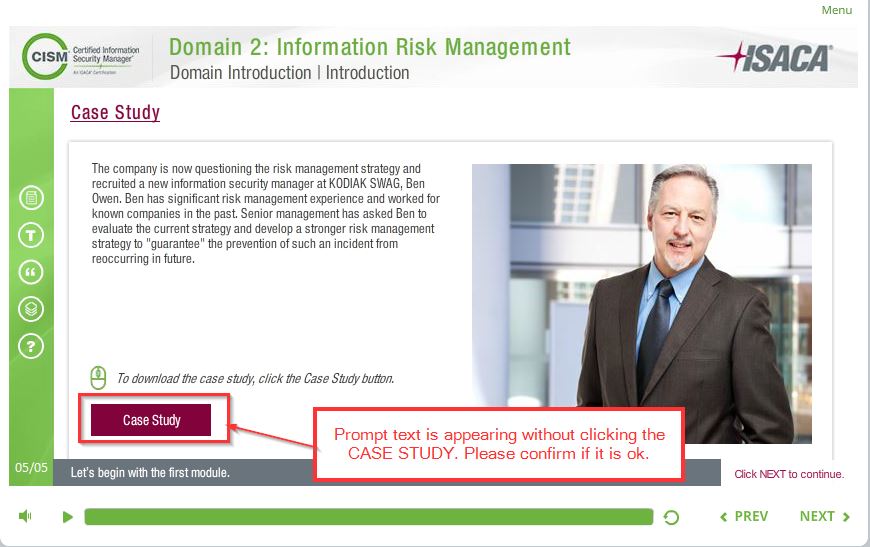 Menu
CISM
Certified Information
Security Manager®
An ISACA® Certification
Domain 2: Information Risk Management
Domain Introduction | Introduction
ISACA®
Case Study
The company is now questioning the risk management strategy and
recruited a new information security manager at KODIAK SWAG, Ben
Owen. Ben has significant risk management experience and worked for
known companies in the past. Senior management has asked Ben to
evaluate the current strategy and develop a stronger risk management
strategy to "guarantee" the prevention of such an incident from
reoccurring in future.
T
“
?
To download the case study, click the Case Study button.
Case Study
Prompt text is appearing without clicking the
CASE STUDY. Please confirm if it is ok.
05/05
Let's begin with the first module.
Click NEXT to continue.
PREV
NEXT